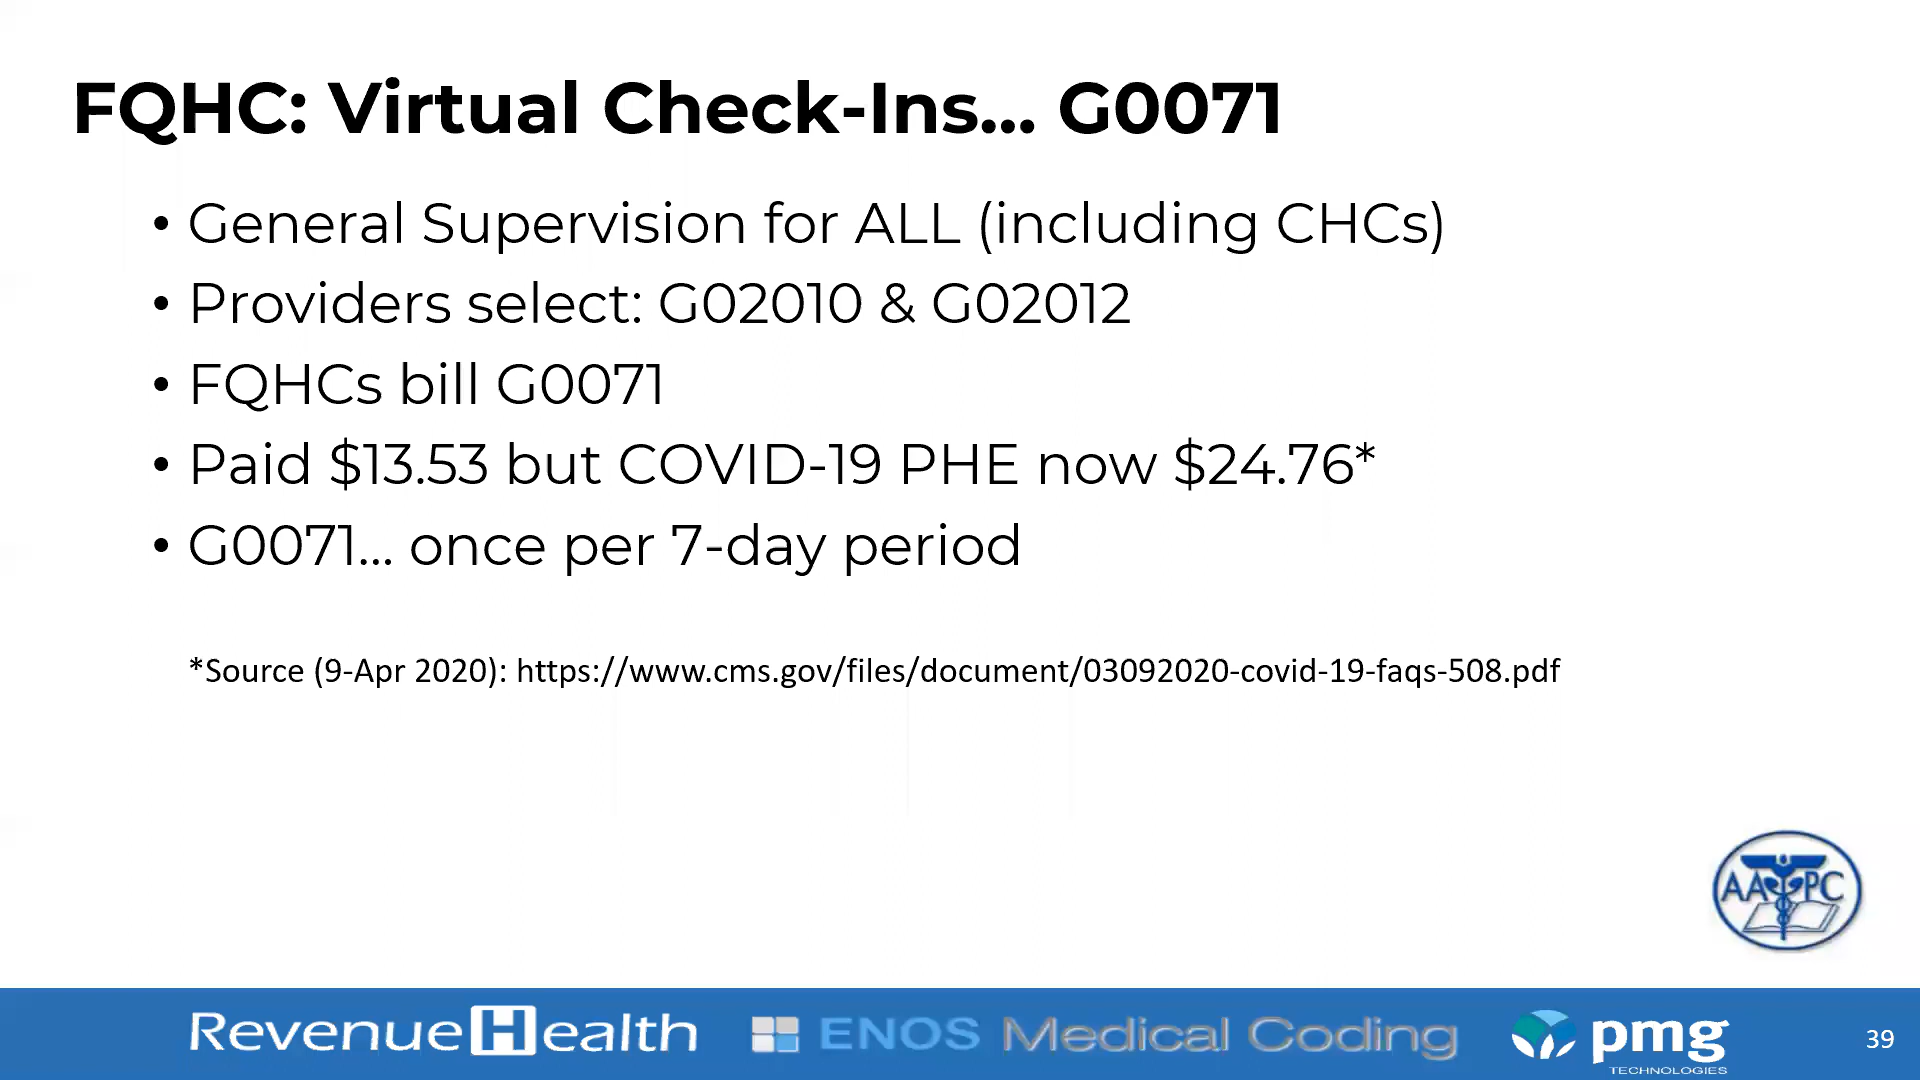 FQHC: Virtual Check-Ins... G0071
• General Supervision for ALL (including CHCs)
• Providers select: G02010 & G02012
• FQHCs bill G0071
• Paid $13.53 but COVID-19 PHE now $24.76*
• G0071... once per 7-day period
*Source (9-Apr 2020): https://www.cms.gov/files/document/03092020-covid-19-faqs-508.pdf
AAPC
RevenueHealth
ENOS Medical Coding
pmg
TECHNOLOGIES
39